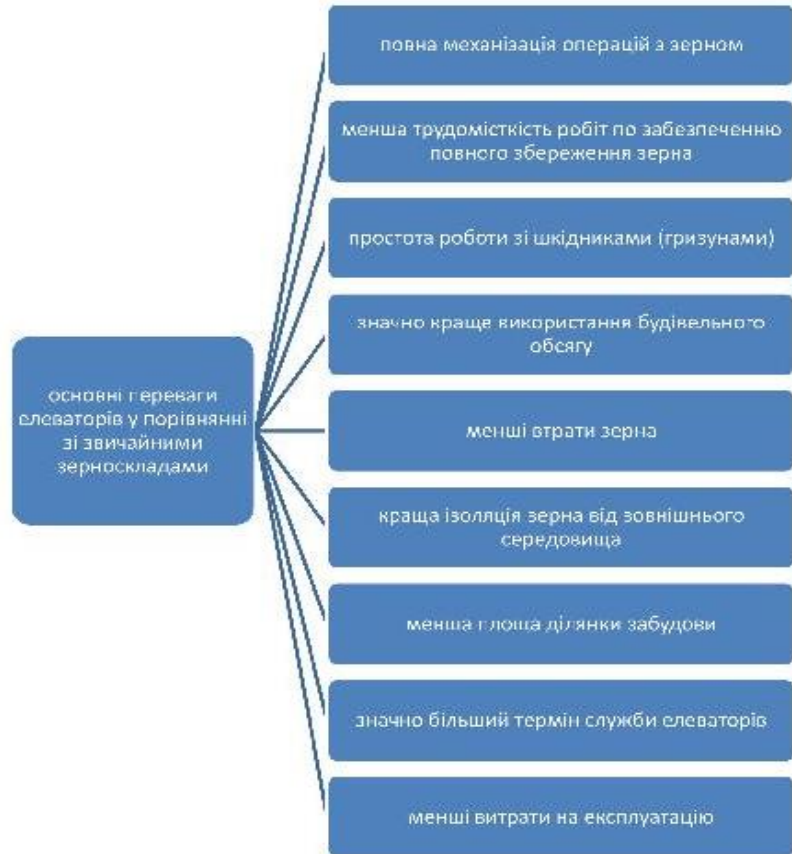 повна механізація операцій з зерном
менша трудомісткість робіт по забезпеченню
повного збереження зерна
простота роботи зі шкідниками (гризунами)
значно краще використання будівельного
обсягу
основні переваги
елеваторів у порівнянні
зі звичайними
зерноскладами
менші втрати зерна
краща ізоляція зерна від зовнішнього
середовища
менша площа ділянки забудови
значно більший термін служби елеваторів
менші витрати на експлуатацію